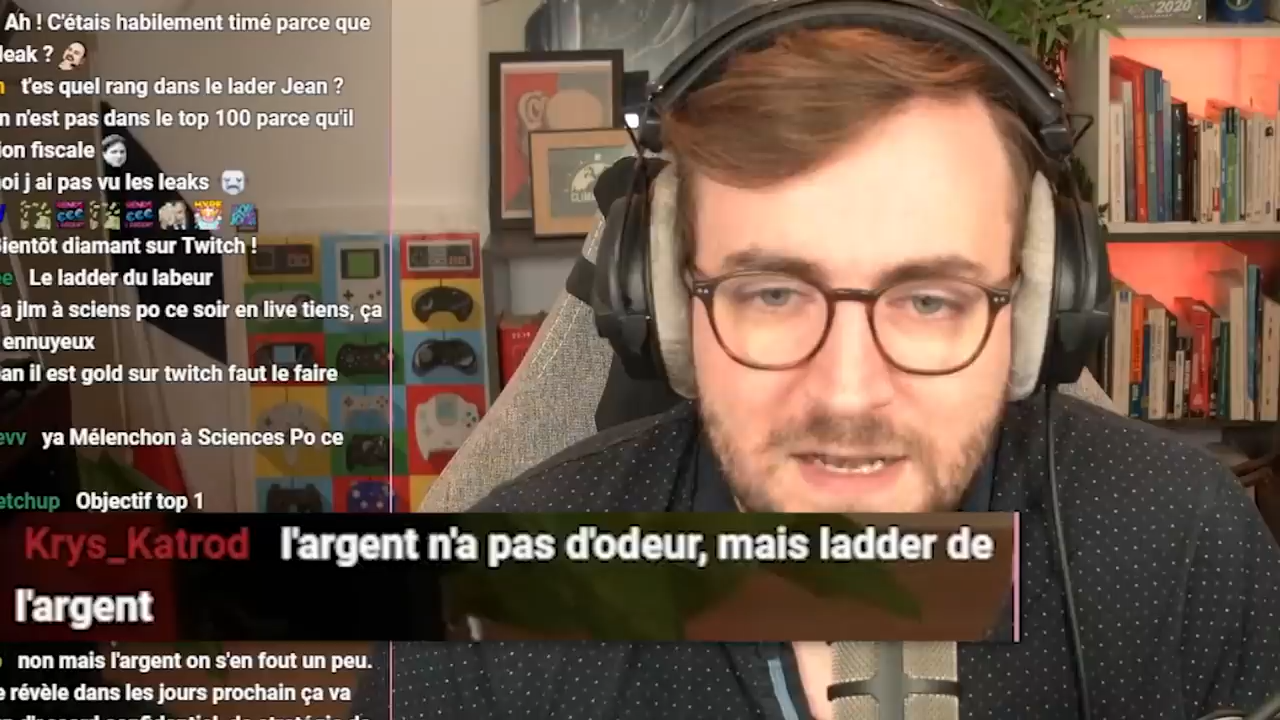 2020
Ah ! C'étais habilement timé parce que
leak ?
t'es quel rang dans le lader Jean ?
n n'est pas dans le top 100 parce qu'il
ion fiscale
oi j ai pas vu les leaks
ientôt diamant sur Twitch !
e Le ladder du labeur
a jlm à sciens po ce soir en live tiens, ça
ennuyeux
an il est gold sur twitch faut le faire
evv ya Mélenchon à Sciences Po ce
etchup Objectif top 1
Krys_Katrod l'argent n'a pas d'odeur, mais ladder de
l'argent
non mais l'argent on s'en fout un peu.
e révèle dans les jours prochain ça va